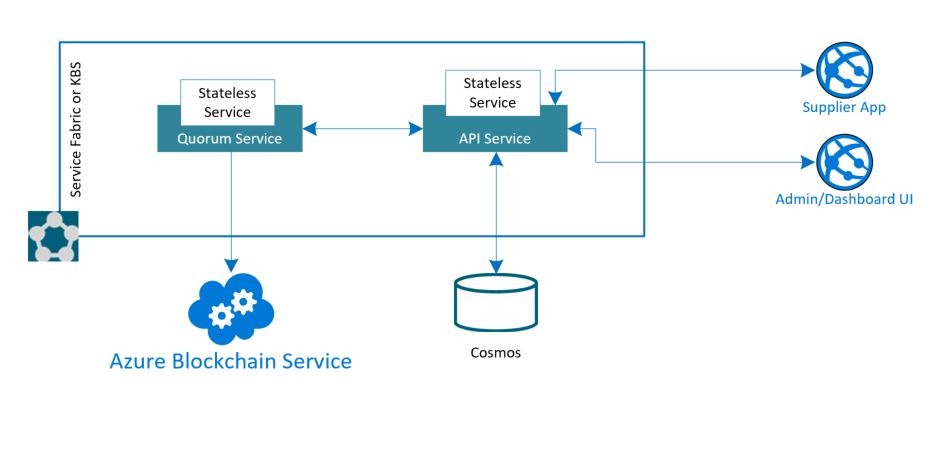 Service Fabric or KBS
Stateless
Service
Quorum Service
Stateless
Service
API Service
Supplier App
Admin/Dashboard UI
Azure Blockchain Service
Cosmos